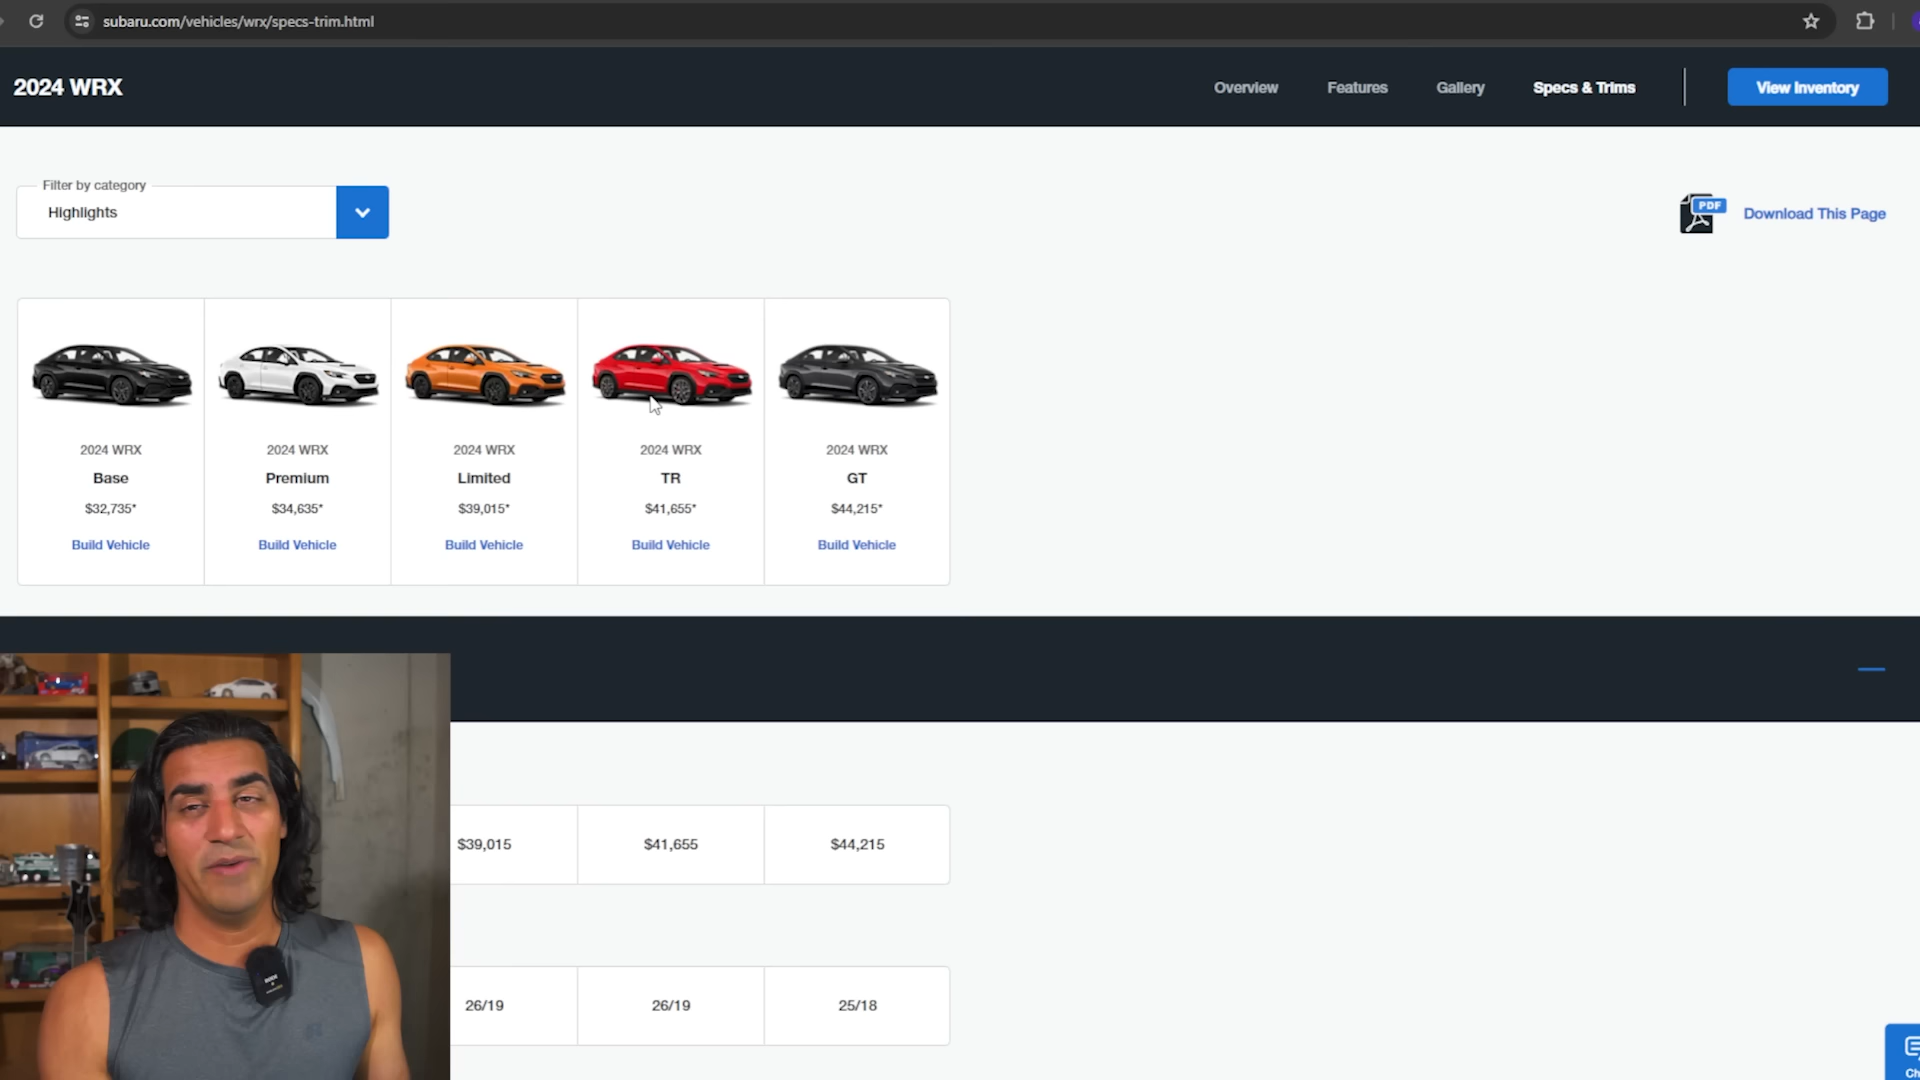 subaru.com/vehicles/wrx/specs-trim.html
2024 WRX
Overview
Features
Gallery
Specs & Trims
View Inventory
Filter by category
Highlights
PDF
Download This Page
2024 WRX
Base
$32,735*
Build Vehicle
2024 WRX
Premium
$34,635*
Build Vehicle
2024 WRX
Limited
$39,015*
Build Vehicle
2024 WRX
TR
$41,655*
Build Vehicle
2024 WRX
GT
$44,215*
Build Vehicle
$39,015
$41,655
$44,215
26/19
26/19
25/18
RODE